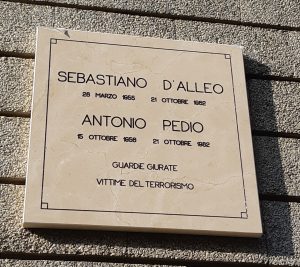 SEBASTIANO D'ALLEO
28 MARZO 1955 21 OTTOBRE 1982
ANTONIO PEDIO
15 OTTOBRE 1958 21 OTTOBRE 1982
GUARDIE GIURATE
VITTIME DEL TERRORISMO